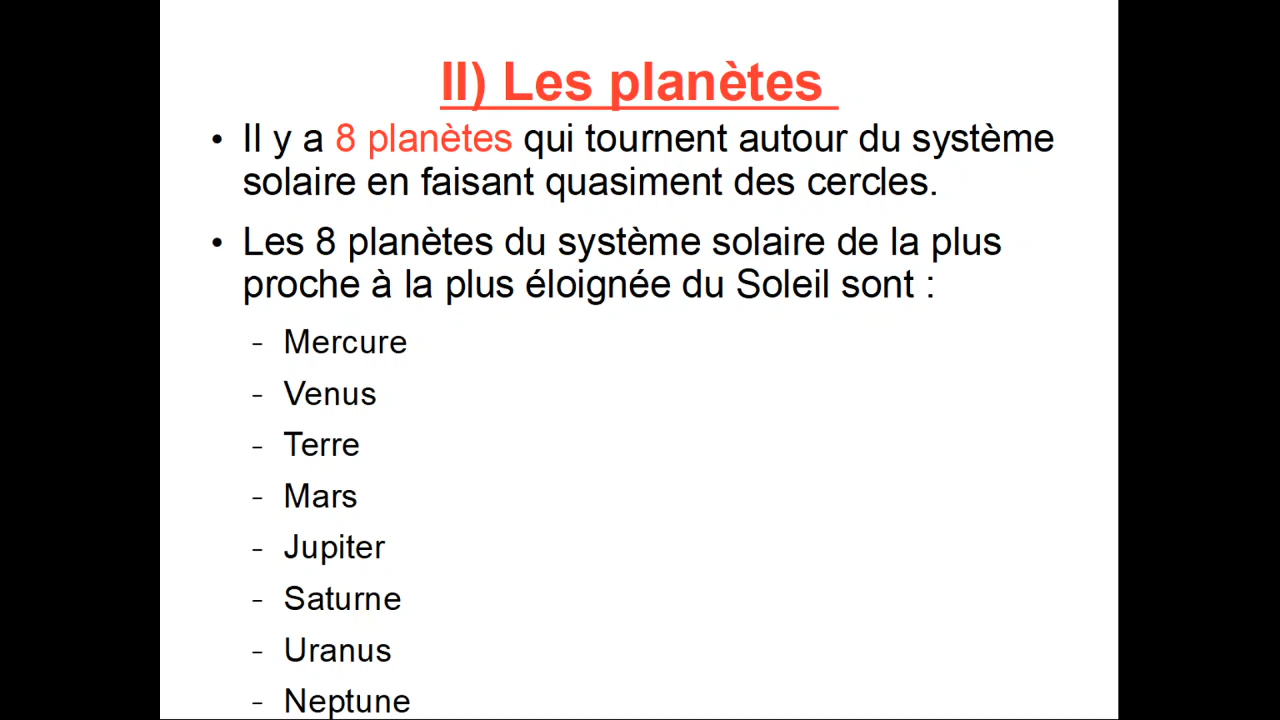 II) Les planètes
• Il y a 8 planètes qui tournent autour du système
solaire en faisant quasiment des cercles.
• Les 8 planètes du système solaire de la plus
proche à la plus éloignée du Soleil sont :
- Mercure
- Venus
- Terre
- Mars
- Jupiter
- Saturne
- Uranus
- Neptune